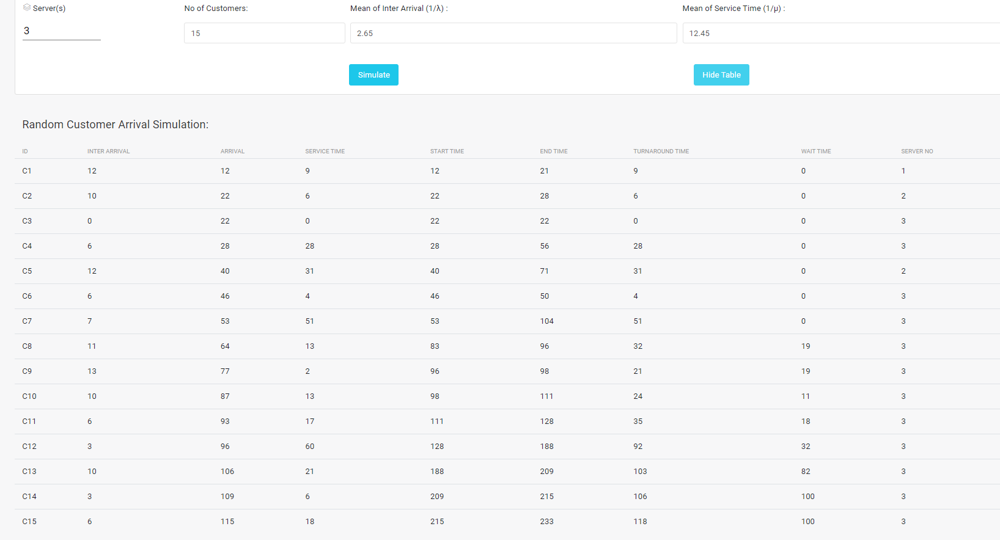 Server(s) No of Customers: Mean of Inter Arrival (1/λ) : Mean of Service Time (1/μ) :
3 15 2.65 12.45
Simulate Hide Table
Random Customer Arrival Simulation:
ID INTER ARRIVAL ARRIVAL SERVICE TIME START TIME END TIME TURNAROUND TIME WAIT TIME SERVER NO
C1 12 12 9 12 21 9 0 1
C2 10 22 6 22 28 6 0 2
C3 0 22 0 22 22 0 0 3
C4 6 28 28 28 56 28 0 3
C5 12 40 31 40 71 31 0 2
C6 6 46 4 46 50 4 0 3
C7 7 53 51 53 104 51 0 3
C8 11 64 13 83 96 32 19 3
C9 13 77 2 96 98 21 19 3
C10 10 87 13 98 111 24 11 3
C11 6 93 17 111 128 35 18 3
C12 3 96 60 128 188 92 32 3
C13 10 106 21 188 209 103 82 3
C14 3 109 6 209 215 106 100 3
C15 6 115 18 215 233 118 100 3